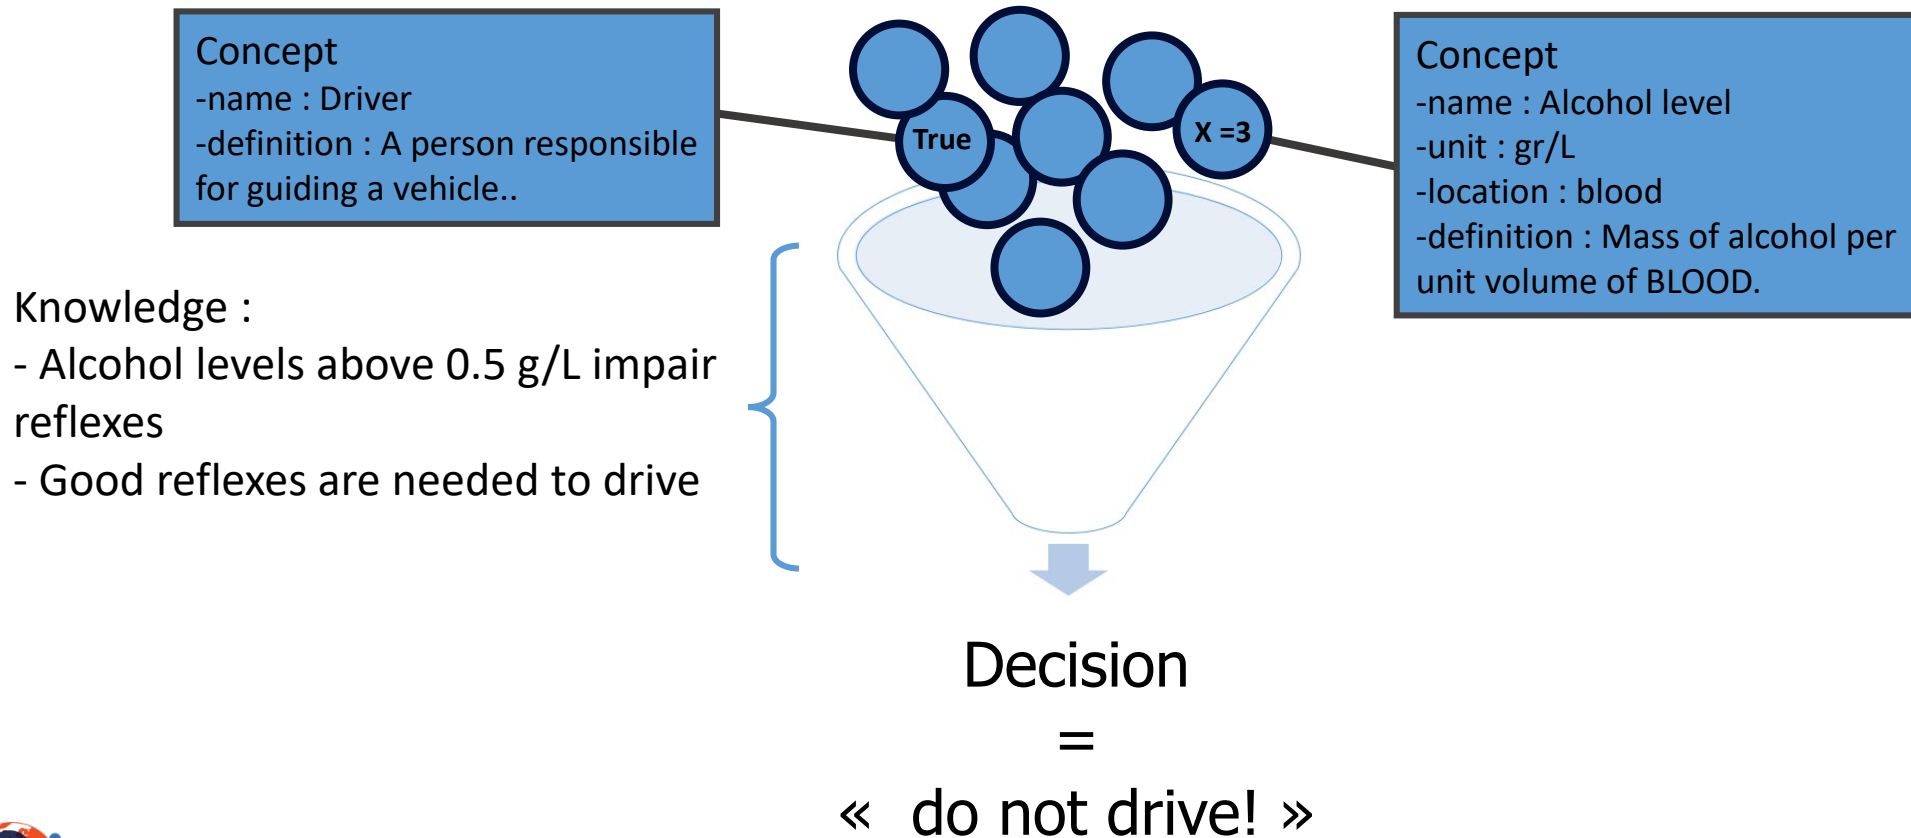 Concept
-name : Driver
-definition : A person responsible
for guiding a vehicle..
True
X =3
Concept
-name : Alcohol level
-unit : gr/L
-location : blood
-definition : Mass of alcohol per
unit volume of BLOOD.
Knowledge :
- Alcohol levels above 0.5 g/L impair
reflexes
- Good reflexes are needed to drive
Decision
=
« do not drive! »